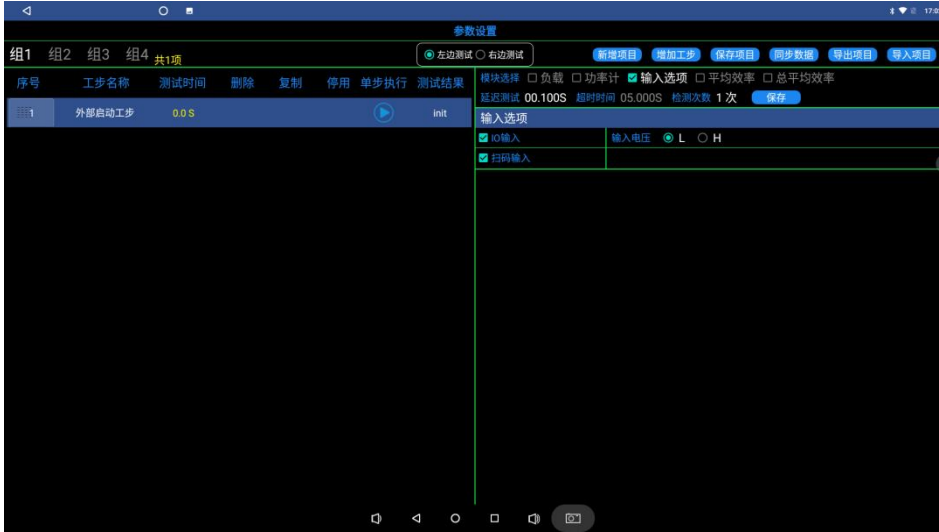 17:0
参数设置
组1 组2 组3 组4 共1项 左边测试 右边测试 新增项目 增加工步 保存项目 同步数据 导出项目 导入项目
序号 工步名称 测试时间 删除 复制 停用 单步执行 测试结果
1 外部启动工步 0.0 S init
模块选择 负载 功率计 输入选项 平均效率 总平均效率
延迟测试 00.100S 超时时间 05.000S 检测次数 1 次 保存
输入选项
IO输入 输入电压 L H
扫码输入